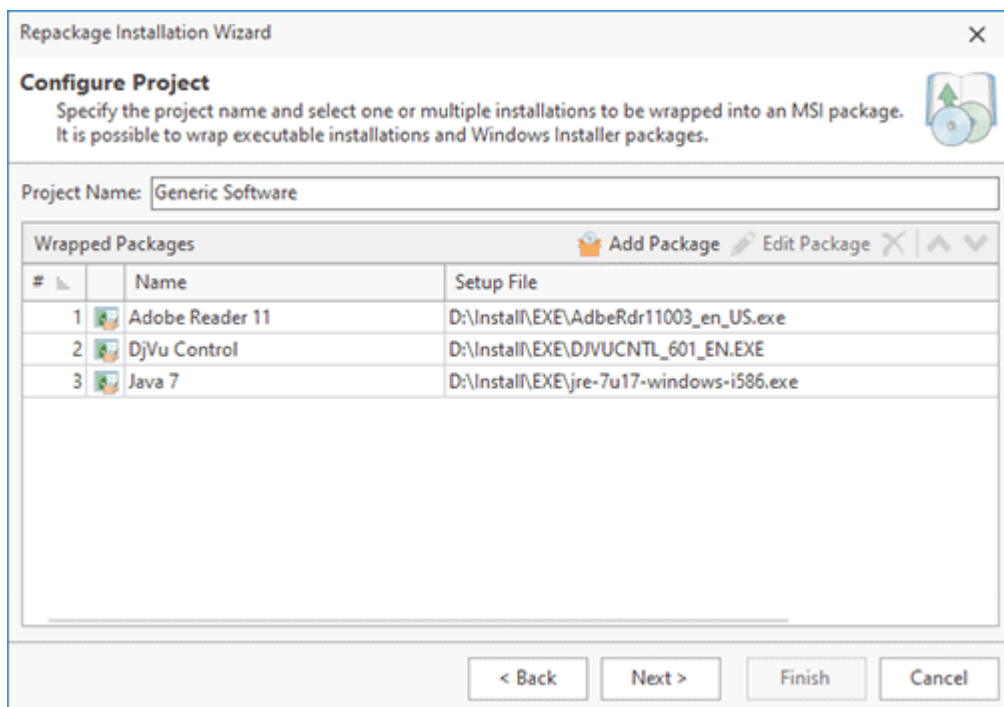 Repackage Installation Wizard
Configure Project
Specify the project name and select one or multiple installations to be wrapped into an MSI package.
It is possible to wrap executable installations and Windows Installer packages.
Project Name: Generic Software
Wrapped Packages Add Package Edit Package
# Name Setup File
1 Adobe Reader 11 D:\Install\EXE\AdbeRdr11003_en_US.exe
2 DjVu Control D:\Install\EXE\DJVUCNTL_601_EN.EXE
3 Java 7 D:\Install\EXE\jre-7u17-windows-i586.exe
< Back Next > Finish Cancel